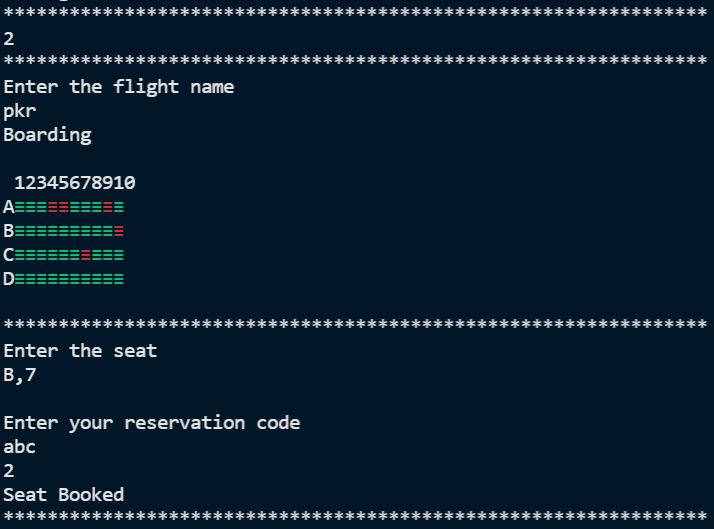 ****************************************************************
2
****************************************************************
Enter the flight name
pkr
Boarding
 12345678910
A≡≡≡≡≡≡≡≡≡≡
B≡≡≡≡≡≡≡≡≡≡
C≡≡≡≡≡≡≡≡≡≡
D≡≡≡≡≡≡≡≡≡≡
****************************************************************
Enter the seat
B,7
Enter your reservation code
abc
2
Seat Booked
****************************************************************